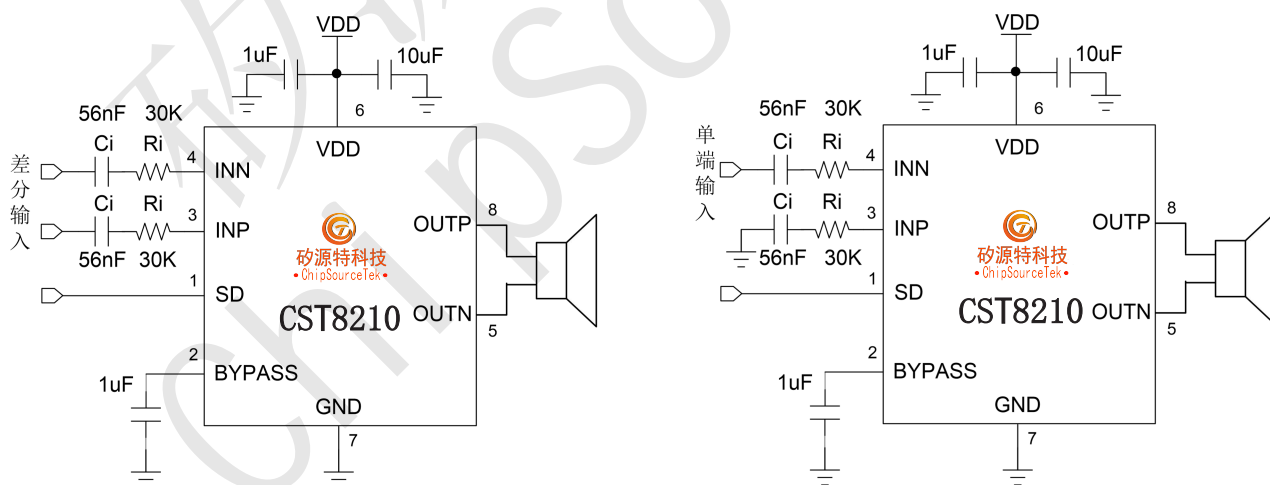 VDD
1uF
10uF
6
56nF 30K
Ci Ri
4
VDD
INN
差分输入
Ci Ri
3
INP
56nF 30K
矽源特科技
ChipSourceTek
8
OUTP
1
SD
CST8210
OUTN
5
2
BYPASS
1uF
GND
7
VDD
1uF
10uF
6
56nF 30K
Ci Ri
4
VDD
INN
单端输入
Ci Ri
3
INP
56nF 30K
矽源特科技
ChipSourceTek
8
OUTP
1
SD
CST8210
OUTN
5
2
BYPASS
1uF
GND
7